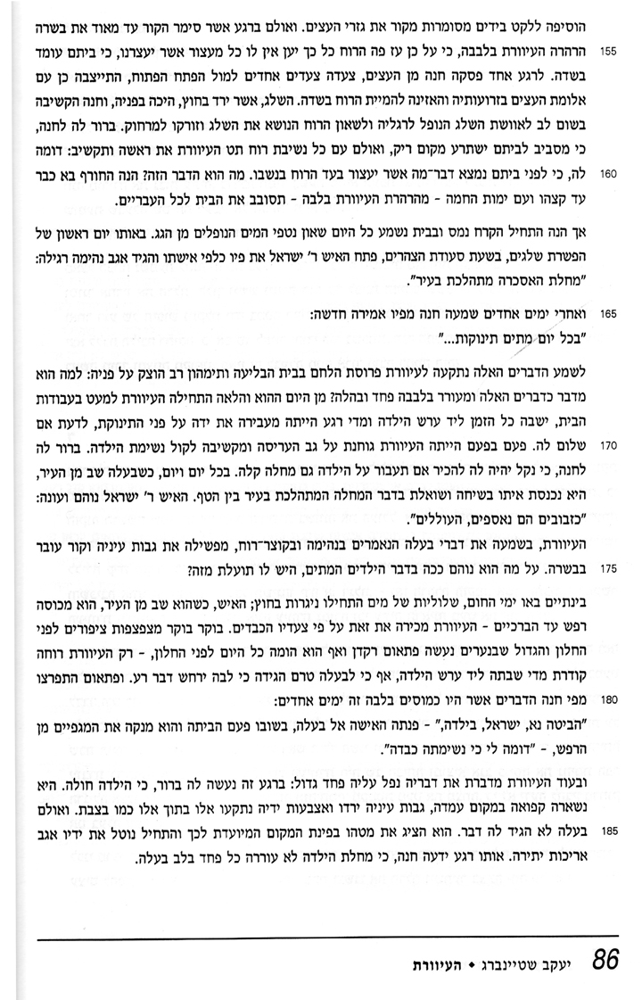 הוסיפה ללקט בידים מסומרות מקור את גזרי העצים. ואולם ברגע אשר סימר הקור עד מאוד את בשרה
155 הרהרה העיוורת בלבבה, כי על כן עז פה הרוח כל כך יען אין לו כל מעצור אשר יעצרנו, כי ביתם עומד
בשדה. לרגע אחד פסקה חנה מן העצים, צעדה צעדים אחדים למול הפתח הפתוח, התייצבה כן עם
אלומת העצים בזרועותיה והאזינה להמיית הרוח בשדה. השלג, אשר ירד בחוץ, היכה בפניה, וחנה הקשיבה
בשום לב לאוושת השלג הנופל לרגליה ולשאון הרוח הנושא את השלג וזורקו למרחוק. ברור לה לחנה,
כי מסביב לביתם ישתרע מקום ריק, ואולם עם כל נשיבת רוח תט העיוורת את ראשה ותקשיב: דומה
160 לה, כי לפני ביתם נמצא דבר־מה אשר יעצור בעד הרוח בנשבו. מה הוא הדבר הזה? הנה החורף בא כבר
עד קצהו ועם ימות החמה – מהרהרת העיוורת בלבה – תסובב את הבית לכל העבריים.
אך הנה התחיל הקרח נמס ובבית נשמע כל היום שאון נטפי המים הנופלים מן הגג. באותו יום ראשון של
הפשרת שלגים, בשעת סעודת הצהרים, פתח האיש ר׳ ישראל את פיו כלפי אישתו והגיד אגב נהימה רגילה:
"מחלת האסכרה מתהלכת בעיר".
165 ואחרי ימים אחדים שמעה חנה מפיו אמירה חדשה:
"בכל יום מתים תינוקות..."
לשמע הדברים האלה נתקעה לעיוורת פרוסת הלחם בבית הבליעה ותימהון רב הוצק על פניה: למה הוא
מדבר כדברים האלה ומעורר בלבבה פחד ובהלה? מן היום ההוא והלאה התחילה העיוורת למעט בעבודות
הבית, ישבה כל הזמן ליד ערש הילדה ומדי רגע הייתה מעבירה את ידה על פני התינוקת, לדעת אם
170 שלום לה. פעם בפעם הייתה העיוורת גוחנת על גב העריסה ומקשיבה לקול נשימת הילדה. ברור לה
לחנה, כי נקל יהיה לה להכיר אם תעבור על הילדה גם מחלה קלה. בכל יום ויום, כשבעלה שב מן העיר,
היא נכנסת איתו בשיחה ושואלת בדבר המחלה המתהלכת בעיר בין הטף. האיש ר׳ ישראל נוהם ועונה:
"כזבובים הם נאספים, העוללים".
העיוורת, בשמעה את דברי בעלה הנאמרים בנהימה ובקוצר־רוח, מפשילה את גבות עיניה וקור עובר
175 בבשרה. על מה הוא נוהם ככה בדבר הילדים המתים, היש לו תועלת מזה?
בינתיים באו ימי החום, שלוליות של מים התחילו ניגרות בחוץ; האיש, כשהוא שב מן העיר, הוא מכוסה
רפש עד הברכיים – העיוורת מכירה את זאת על פי צעדיו הכבדים. בוקר בוקר מצפצפות ציפורים לפני
החלון והגדול שבנערים נעשה פתאום רקדן ואף הוא הומה כל היום לפני החלון, – רק העיוורת רוחה
קודרת מדי שבתה ליד ערש הילדה, אף כי לבעלה טרם הגידה כי לבה ירחש דבר רע. ופתאום התפרצו
180 מפי חנה הדברים אשר היו כמוסים בלבה זה ימים אחדים:
"הביטה נא, ישראל, בילדה," – פנתה האישה אל בעלה, בשובו פעם הביתה והוא מנקה את המגפיים מן
הרפש, – "דומה לי כי נשימתה כבדה".
ובעוד העיוורת מדברת את דבריה נפל עליה פחד גדול: ברגע זה נעשה לה ברור, כי הילדה חולה. היא
נשארה קפואה במקום עמדה, גבות עיניה ירדו ואצבעות ידיה נתקעו אלו בתוך אלו כמו בצבת. ואולם
185 בעלה לא הגיד לה דבר. הוא הציג את מטהו בפינת המקום המיועדת לכך והתחיל נוטל את ידיו אגב
אריכות יתירה. אותו רגע ידעה חנה, כי מחלת הילדה לא עוררה כל פחד בלב בעלה.
86 יעקב שטיינברג • העיוורת